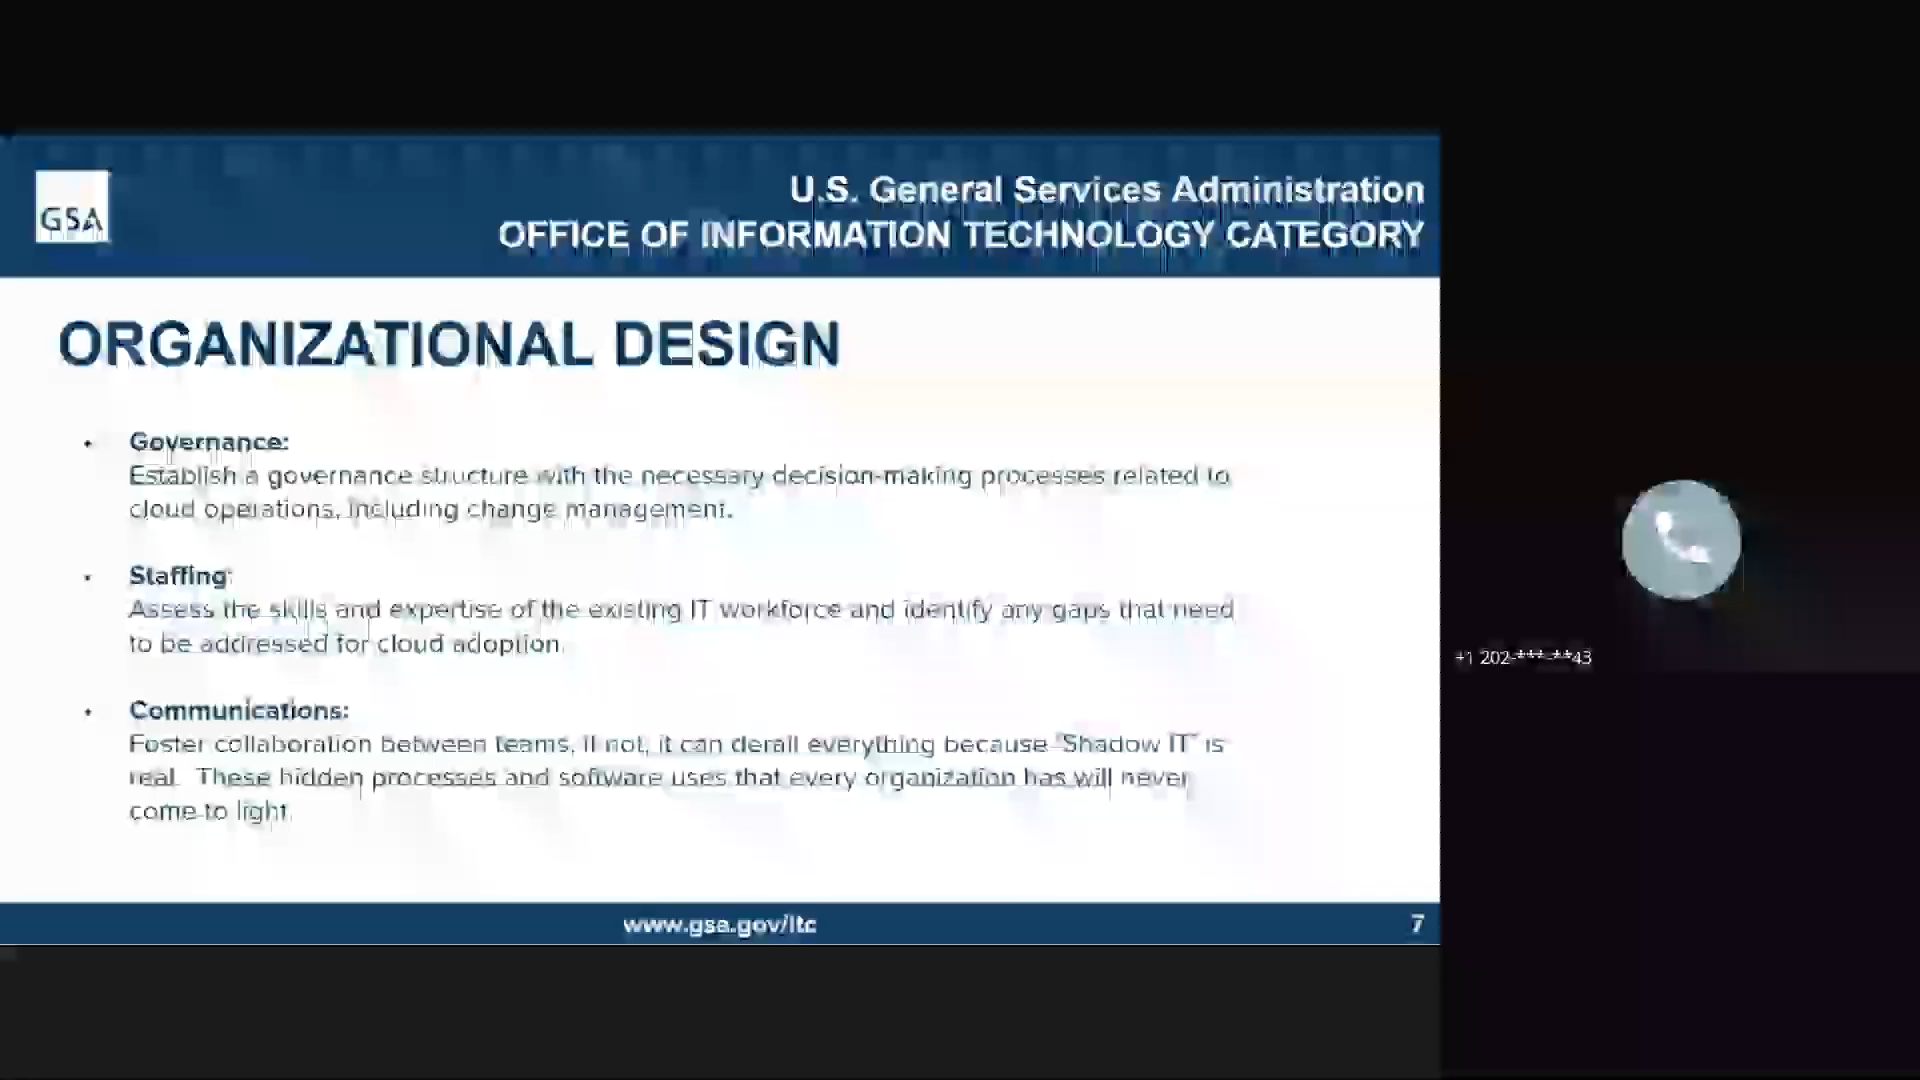 GSA
U.S. General Services Administration
OFFICE OF INFORMATION TECHNOLOGY CATEGORY
ORGANIZATIONAL DESIGN
• Governance:
Establish a governance structure with the necessary decision-making processes related to
cloud operations, including change management.
• Staffing:
Assess the skills and expertise of the existing IT workforce and identify any gaps that need
to be addressed for cloud adoption.
• Communications:
Foster collaboration between teams, if not, it can derail everything because "Shadow IT" is
real. These hidden processes and software uses that every organization has will never
come to light.
+1 202-***-**43
www.gsa.gov/itc
7